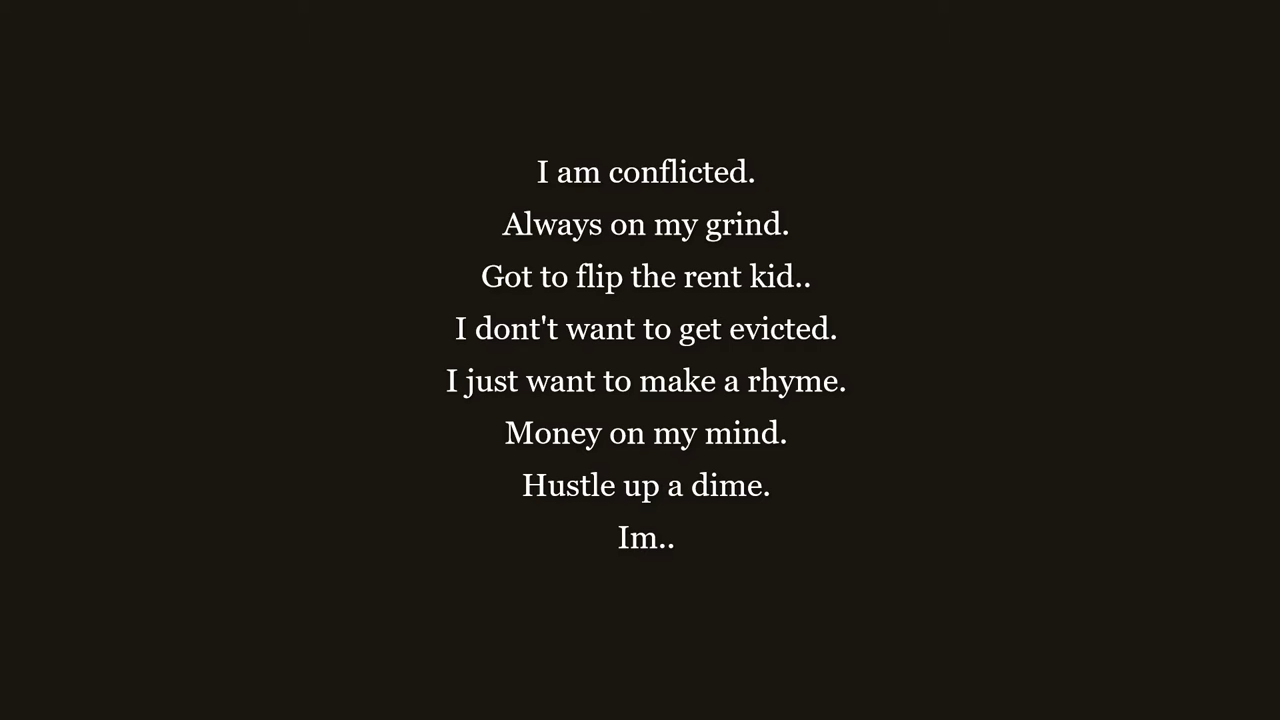 I am conflicted.
Always on my grind.
Got to flip the rent kid..
I dont't want to get evicted.
I just want to make a rhyme.
Money on my mind.
Hustle up a dime.
Im..